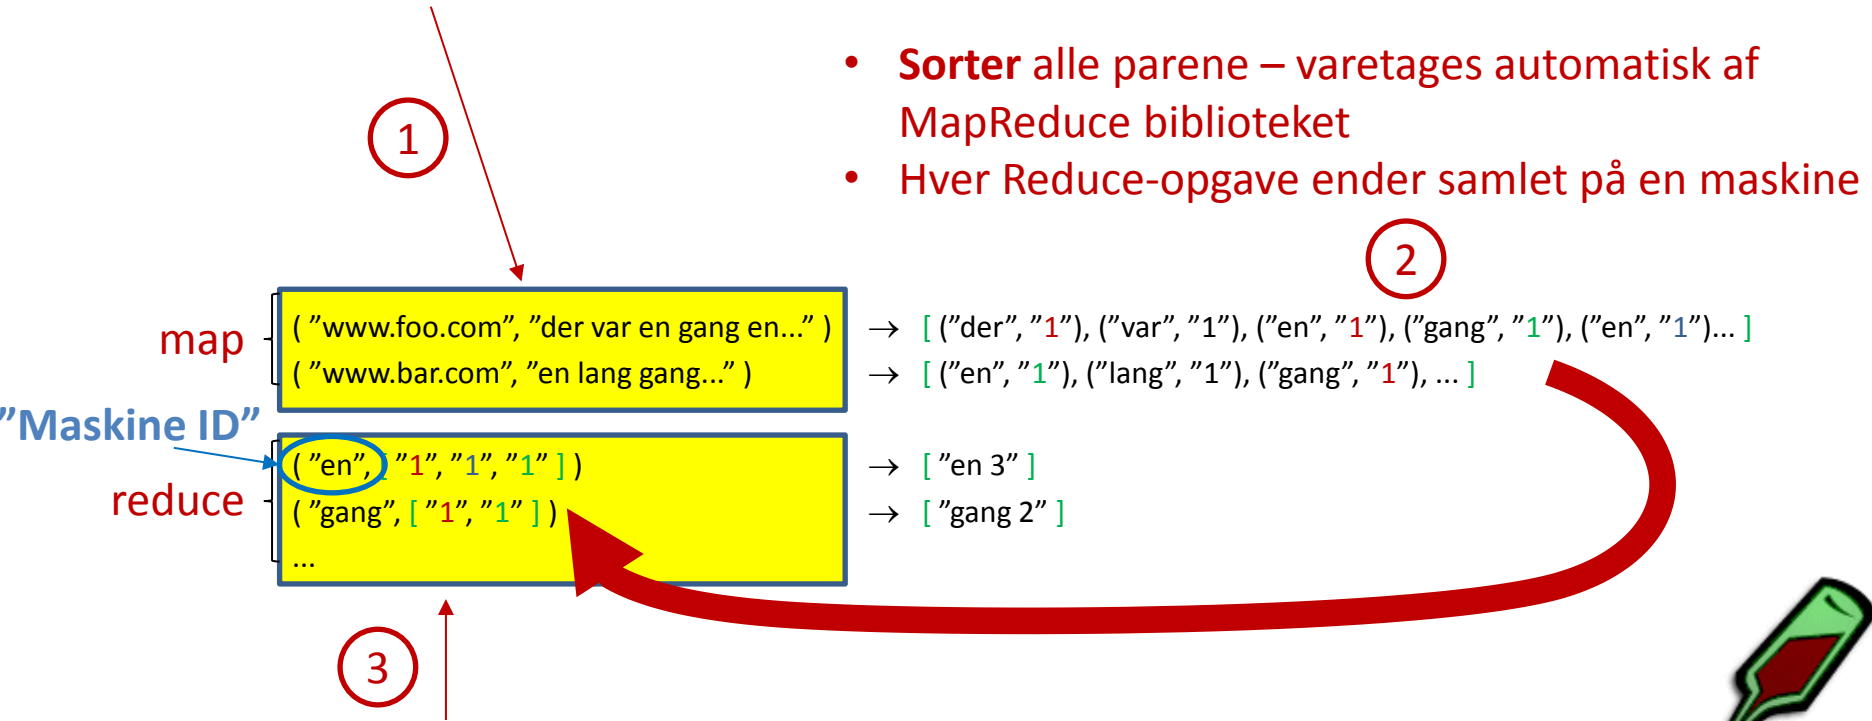 • Sorter alle parene – varetages automatisk af
MapReduce biblioteket
• Hver Reduce-opgave ender samlet på en maskine
1
2
map
( ”www.foo.com”, ”der var en gang en...” ) → [ (”der”, ”1”), (”var”, ”1”), (”en”, ”1”), (”gang”, ”1”), (”en”, ”1”)... ]
( ”www.bar.com”, ”en lang gang...” ) → [ (”en”, ”1”), (”lang”, ”1”), (”gang”, ”1”), ... ]
”Maskine ID”
reduce
( ”en”, [ ”1”, ”1”, ”1” ] ) → [ ”en 3” ]
( ”gang”, [ ”1”, ”1” ] ) → [ ”gang 2” ]
...
3